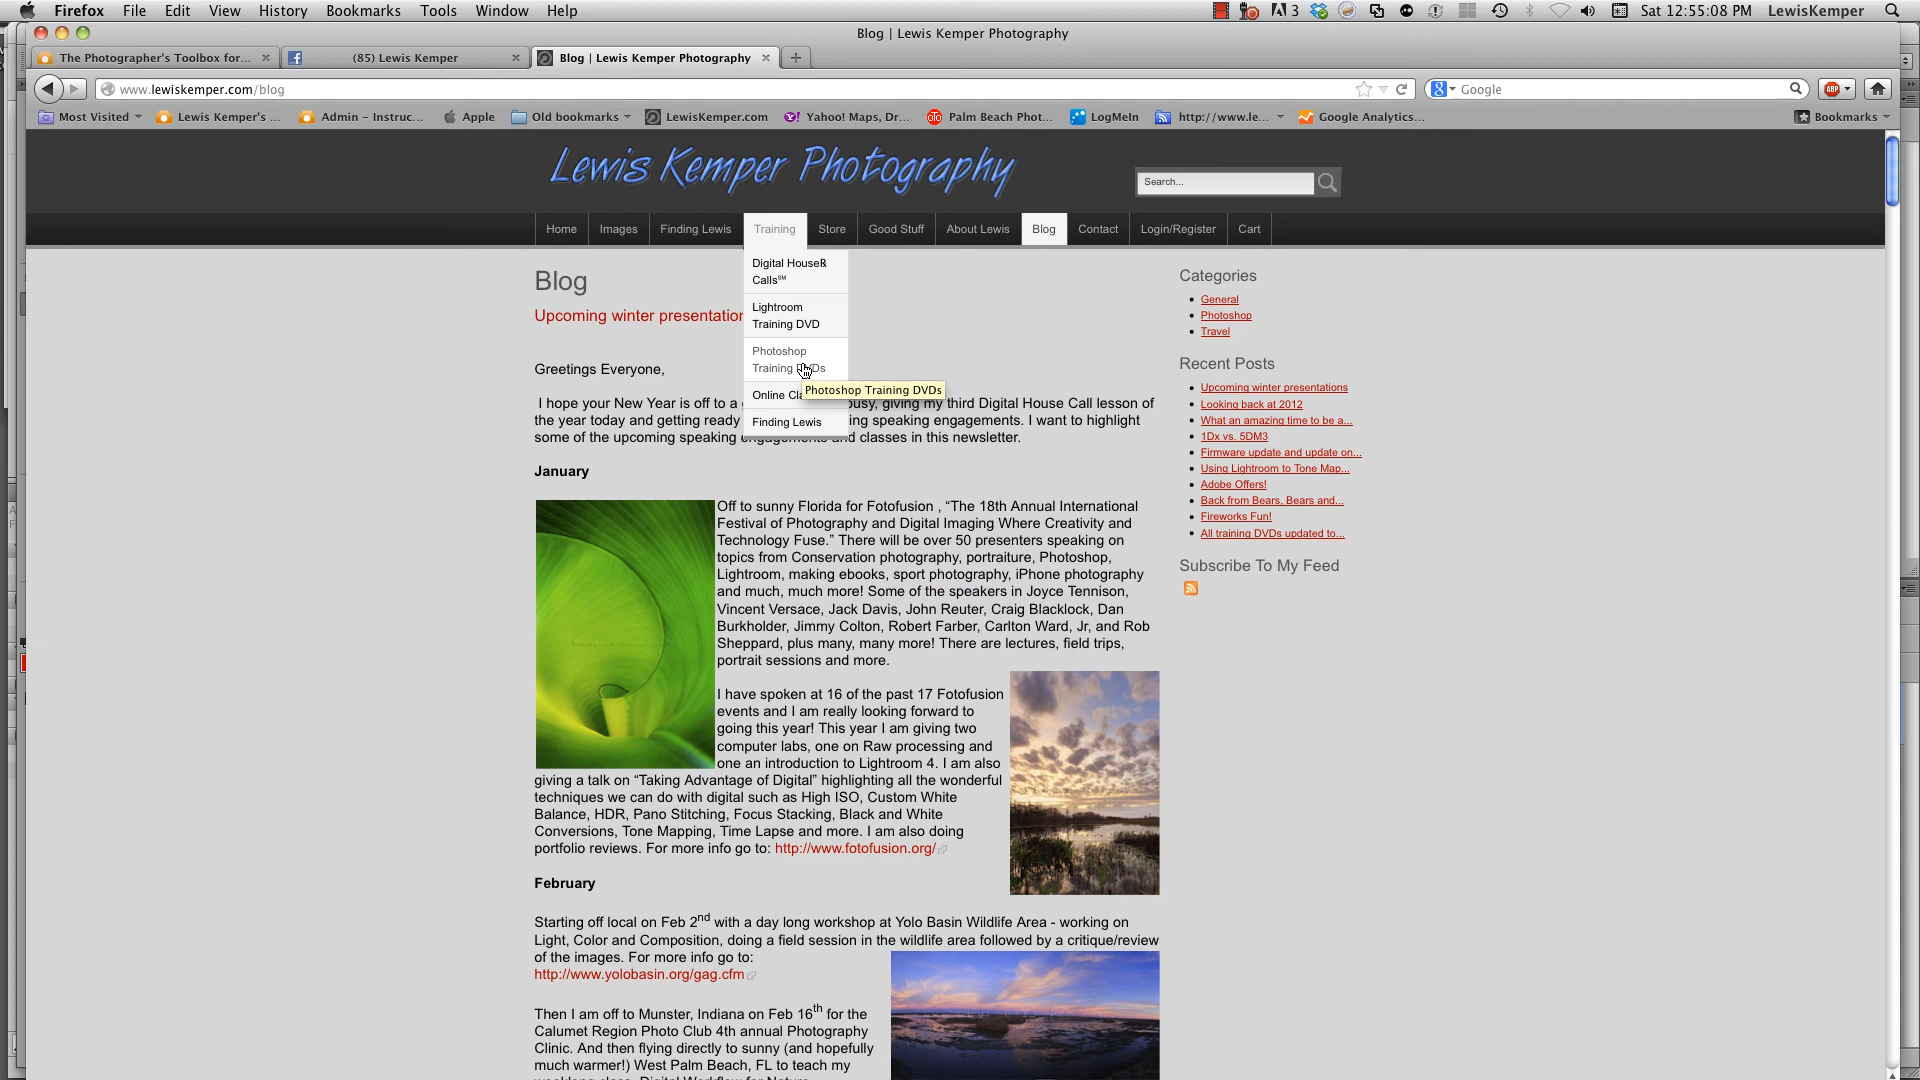 Firefox File Edit View History Bookmarks Tools Window Help 3 Sat 12:55:08 PM LewisKemper
Blog | Lewis Kemper Photography
The Photographer's Toolbox for... (85) Lewis Kemper Blog | Lewis Kemper Photography
www.lewiskemper.com/blog Google ABP
Most Visited Lewis Kemper's ... Admin – Instruc... Apple Old bookmarks LewisKemper.com Yahoo! Maps, Dr... Palm Beach Phot... LogMeIn http://www.le... Google Analytics... Bookmarks
Lewis Kemper Photography
Search...
Home Images Finding Lewis Training Store Good Stuff About Lewis Blog Contact Login/Register Cart
Digital House
Calls℠
Lightroom
Training DVD
Photoshop
Training DVDs
Photoshop Training DVDs
Online
Finding Lewis
Blog
Upcoming winter presentation
Greetings Everyone,
I hope your New Year is off to a busy, giving my third Digital House Call lesson of
the year today and getting ready speaking engagements. I want to highlight
some of the upcoming speaking engagements and classes in this newsletter.
January
Off to sunny Florida for Fotofusion , “The 18th Annual International
Festival of Photography and Digital Imaging Where Creativity and
Technology Fuse.” There will be over 50 presenters speaking on
topics from Conservation photography, portraiture, Photoshop,
Lightroom, making ebooks, sport photography, iPhone photography
and much, much more! Some of the speakers in Joyce Tennison,
Vincent Versace, Jack Davis, John Reuter, Craig Blacklock, Dan
Burkholder, Jimmy Colton, Robert Farber, Carlton Ward, Jr, and Rob
Sheppard, plus many, many more! There are lectures, field trips,
portrait sessions and more.
I have spoken at 16 of the past 17 Fotofusion
events and I am really looking forward to
going this year! This year I am giving two
computer labs, one on Raw processing and
one an introduction to Lightroom 4. I am also
giving a talk on “Taking Advantage of Digital” highlighting all the wonderful
techniques we can do with digital such as High ISO, Custom White
Balance, HDR, Pano Stitching, Focus Stacking, Black and White
Conversions, Tone Mapping, Time Lapse and more. I am also doing
portfolio reviews. For more info go to: http://www.fotofusion.org/
February
Starting off local on Feb 2nd with a day long workshop at Yolo Basin Wildlife Area - working on
Light, Color and Composition, doing a field session in the wildlife area followed by a critique/review
of the images. For more info go to:
http://www.yolobasin.org/gag.cfm
Then I am off to Munster, Indiana on Feb 16th for the
Calumet Region Photo Club 4th annual Photography
Clinic. And then flying directly to sunny (and hopefully
much warmer!) West Palm Beach, FL to teach my
Categories
General
Photoshop
Travel
Recent Posts
Upcoming winter presentations
Looking back at 2012
What an amazing time to be a...
1Dx vs. 5DM3
Firmware update and update on...
Using Lightroom to Tone Map...
Adobe Offers!
Back from Bears, Bears and...
Fireworks Fun!
All training DVDs updated to...
Subscribe To My Feed